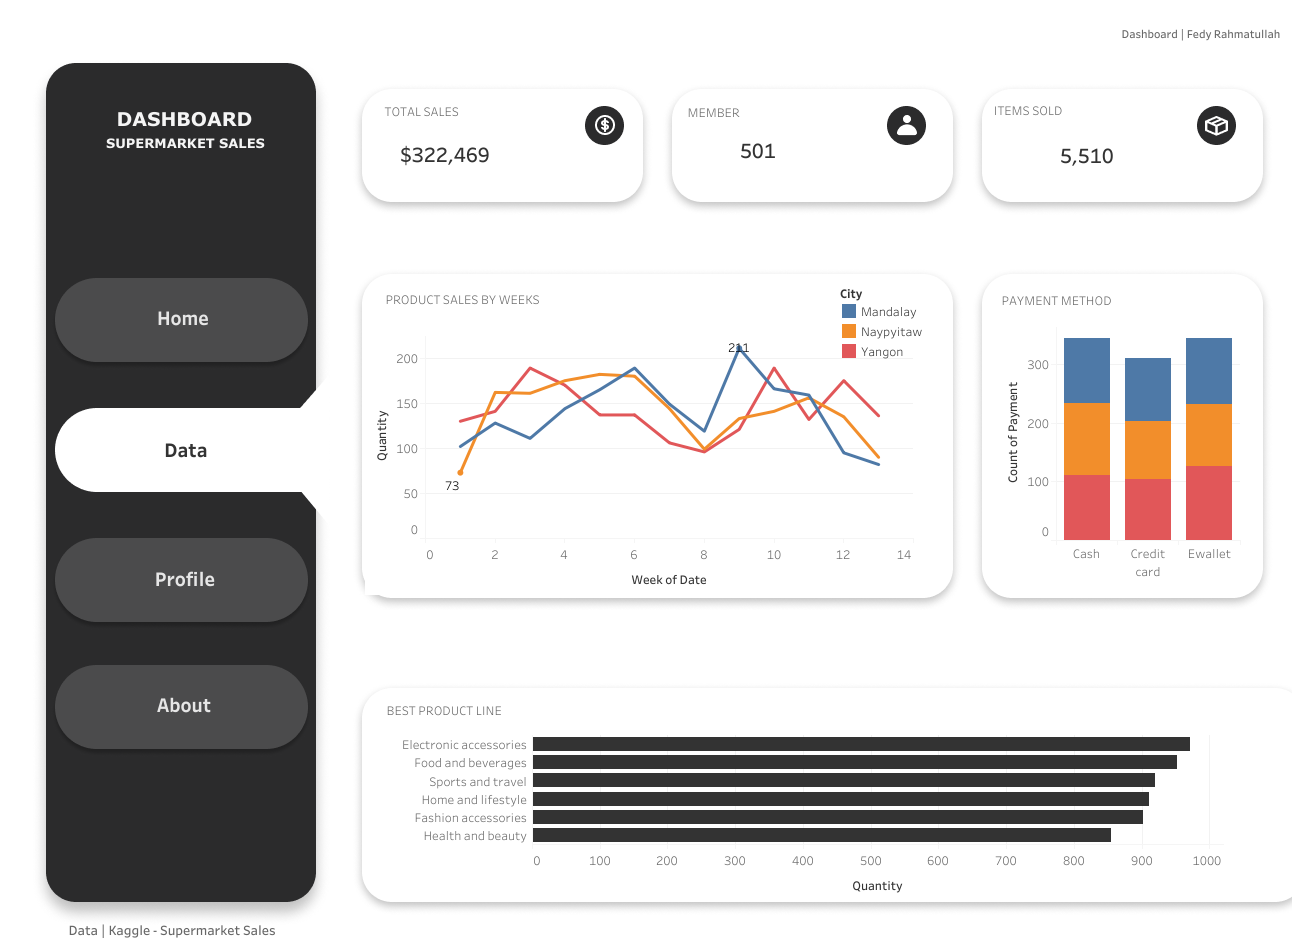 Dashboard | Fedy Rahmatullah
DASHBOARD
SUPERMARKET SALES
Home
Data
Profile
About
Data | Kaggle - Supermarket Sales
TOTAL SALES
$322,469
MEMBER
501
ITEMS SOLD
5,510
PRODUCT SALES BY WEEKS
City
Mandalay
Naypyitaw
Yangon
211
73
Quantity
200
150
100
50
0
0 2 4 6 8 10 12 14
Week of Date
PAYMENT METHOD
Count of Payment
300
200
100
0
Cash Credit Ewallet
card
BEST PRODUCT LINE
Electronic accessories
Food and beverages
Sports and travel
Home and lifestyle
Fashion accessories
Health and beauty
0 100 200 300 400 500 600 700 800 900 1000
Quantity